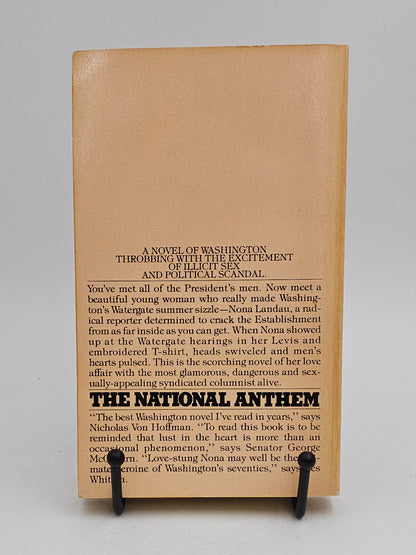 A NOVEL OF WASHINGTON
THROBBING WITH THE EXCITEMENT
OF ILLICIT SEX
AND POLITICAL SCANDAL.
You've met all of the President's men. Now meet a
beautiful young woman who really made Washing-
ton's Watergate summer sizzle—Nona Landau, a rad-
ical reporter determined to crack the Establishment
from as far inside as you can get. When Nona showed
up at the Watergate hearings in her Levis and
embroidered T-shirt, heads swiveled and men's
hearts pulsed. This is the scorching novel of her love
affair with the most glamorous, dangerous and sex-
ually-appealing syndicated columnist alive.
THE NATIONAL ANTHEM
"The best Washington novel I've read in years," says
Nicholas Von Hoffman. "To read this book is to be
reminded that lust in the heart is more than an
occasional phenomenon," says Senator George
"Love-stung Nona may well be the
heroine of Washington's seventies,"